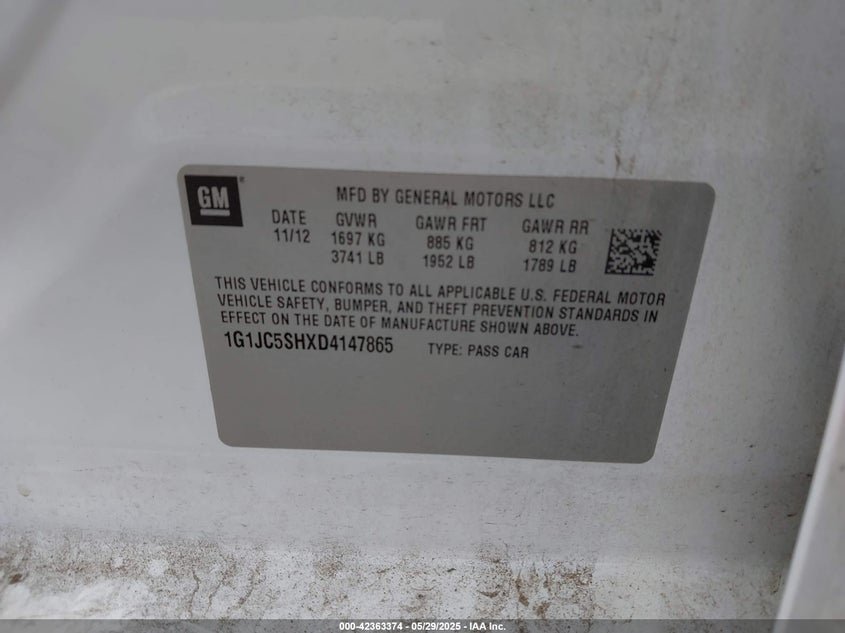 GM
MFD BY GENERAL MOTORS LLC
DATE GVWR GAWR FRT GAWR RR
11/12 1697 KG 885 KG 812 KG
3741 LB 1952 LB 1789 LB
THIS VEHICLE CONFORMS TO ALL APPLICABLE U.S. FEDERAL MOTOR
VEHICLE SAFETY, BUMPER, AND THEFT PREVENTION STANDARDS IN
EFFECT ON THE DATE OF MANUFACTURE SHOWN ABOVE.
1G1JC5SHXD4147865 TYPE: PASS CAR
000-42363374 - 05/29/2025 - IAA Inc.